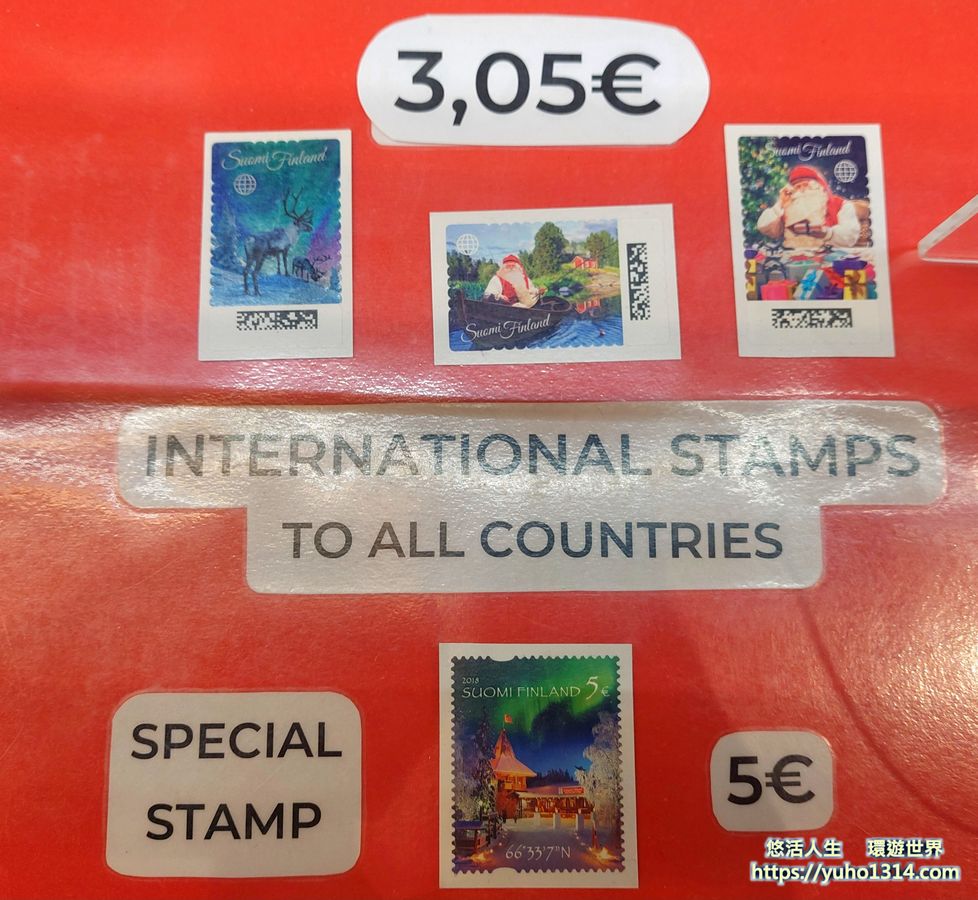 3,05€
Suomi Finland
Suomi Finland
Suomi Finland
INTERNATIONAL STAMPS
TO ALL COUNTRIES
2018
SUOMI FINLAND 5 €
SPECIAL
STAMP
5€
66°33'7"N
悠活人生 環遊世界
https://yuho1314.com